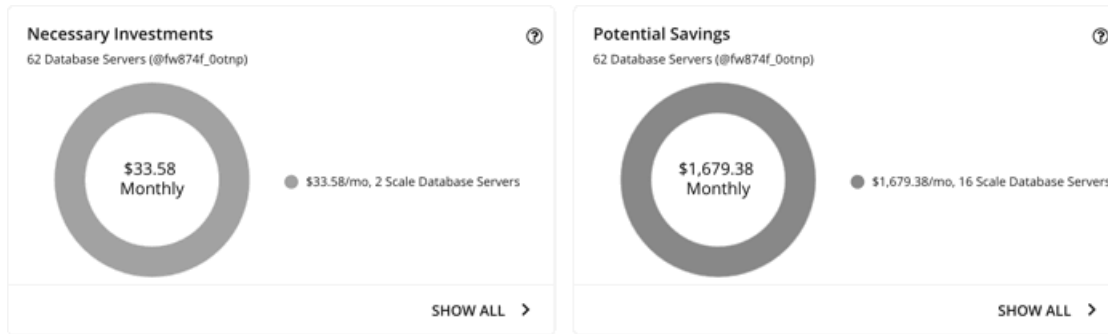 Necessary Investments
62 Database Servers (@fw874f_0otnp)
$33.58
Monthly
$33.58/mo, 2 Scale Database Servers
SHOW ALL
Potential Savings
62 Database Servers (@fw874f_0otnp)
$1,679.38
Monthly
$1,679.38/mo, 16 Scale Database Servers
SHOW ALL